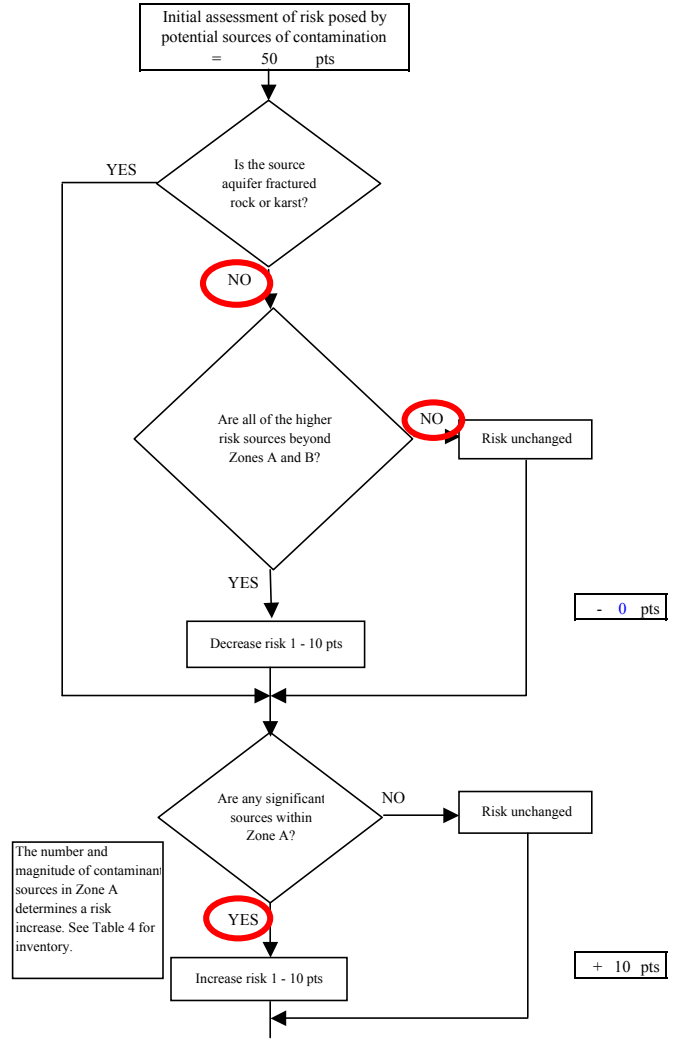 Initial assessment of risk posed by
potential sources of contamination
= 50 pts
YES
Is the source
aquifer fractured
rock or karst?
NO
Are all of the higher
risk sources beyond
Zones A and B?
NO
Risk unchanged
YES
- 0 pts
Decrease risk 1 - 10 pts
Are any significant
sources within
Zone A?
NO
Risk unchanged
The number and
magnitude of contaminant
sources in Zone A
determines a risk
increase. See Table 4 for
inventory.
YES
+ 10 pts
Increase risk 1 - 10 pts